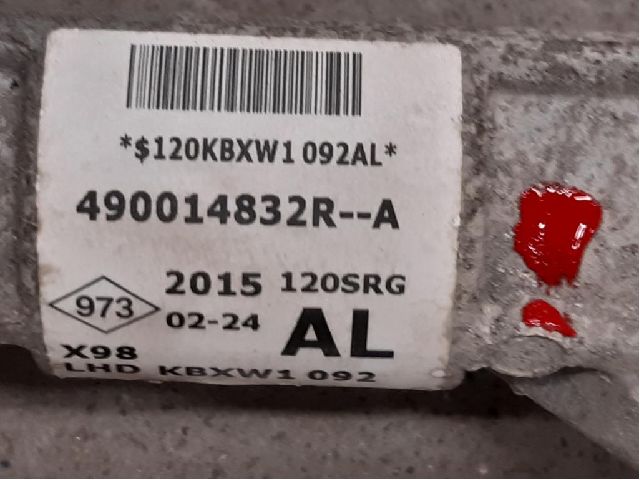 *$120KBXW1 092AL*
490014832R--A
2015 120SRG
973
02-24 AL
X98
LHD KBXW1 092